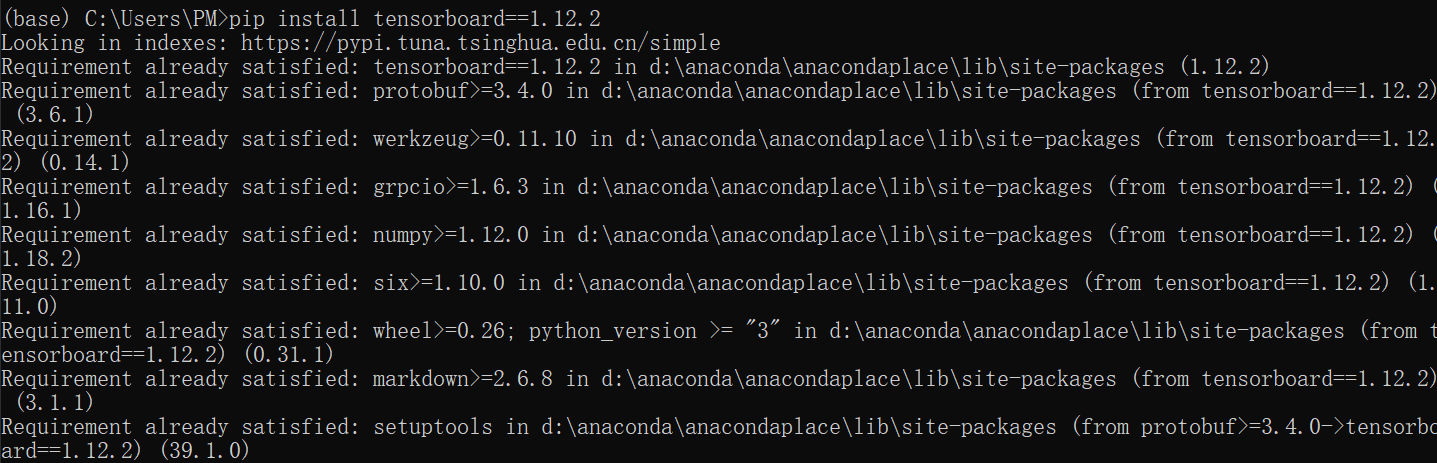 (base) C:\Users\PM>pip install tensorboard==1.12.2
Looking in indexes: https://pypi.tuna.tsinghua.edu.cn/simple
Requirement already satisfied: tensorboard==1.12.2 in d:\anaconda\anacondaplace\lib\site-packages (1.12.2)
Requirement already satisfied: protobuf>=3.4.0 in d:\anaconda\anacondaplace\lib\site-packages (from tensorboard==1.12.2)
(3.6.1)
Requirement already satisfied: werkzeug>=0.11.10 in d:\anaconda\anacondaplace\lib\site-packages (from tensorboard==1.12.
2) (0.14.1)
Requirement already satisfied: grpcio>=1.6.3 in d:\anaconda\anacondaplace\lib\site-packages (from tensorboard==1.12.2) (
1.16.1)
Requirement already satisfied: numpy>=1.12.0 in d:\anaconda\anacondaplace\lib\site-packages (from tensorboard==1.12.2) (
1.18.2)
Requirement already satisfied: six>=1.10.0 in d:\anaconda\anacondaplace\lib\site-packages (from tensorboard==1.12.2) (1.
11.0)
Requirement already satisfied: wheel>=0.26; python_version >= "3" in d:\anaconda\anacondaplace\lib\site-packages (from t
ensorboard==1.12.2) (0.31.1)
Requirement already satisfied: markdown>=2.6.8 in d:\anaconda\anacondaplace\lib\site-packages (from tensorboard==1.12.2)
(3.1.1)
Requirement already satisfied: setuptools in d:\anaconda\anacondaplace\lib\site-packages (from protobuf>=3.4.0->tensorbo
ard==1.12.2) (39.1.0)